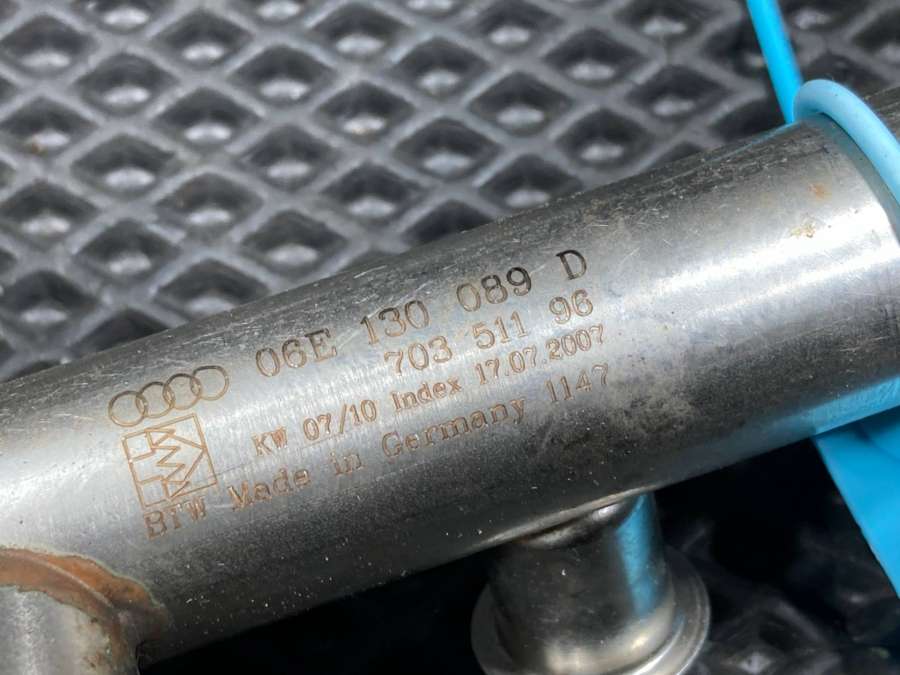 06E 130 089 D
703 511 96
KW 07/10 Index 17.07.2007
BTW Made in Germany 1147